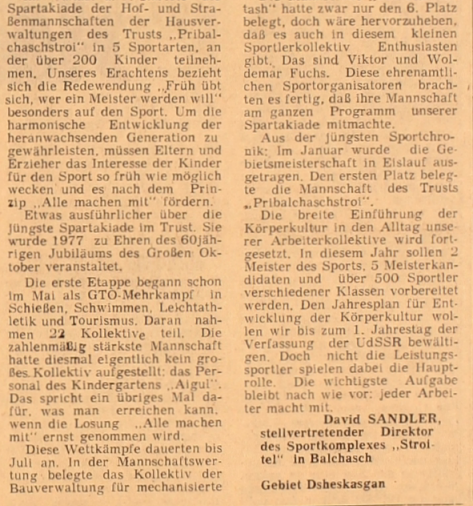 Spartakiade der Hof- und Stra-
ßenmannschaften der Hausver-
waltungen des Trusts „Pribal-
chaschstroi" in 5 Sportarten, an
der über 200 Kinder teilneh-
men. Unseres Erachtens bezieht
sich die Redewendung „Früh übt
sich, wer ein Meister werden will"
besonders auf den Sport. Um die
harmonische Entwicklung der
heranwachsenden Generation zu
gewährleisten, müssen Eltern und
Erzieher das Interesse der Kinder
für den Sport so früh wie möglich
wecken und es nach dem Prin-
zip „Alle machen mit" fördern.
Etwas ausführlicher über die
jüngste Spartakiade im Trust. Sie
wurde 1977 zu Ehren des 60jäh-
rigen Jubiläums des Großen Ok-
tober veranstaltet.
Die erste Etappe begann schon
im Mai als GTO-Mehrkampf in
Schießen, Schwimmen, Leichtath-
letik und Tourismus. Daran nah-
men 22 Kollektive teil. Die
zahlenmäßig stärkste Mannschaft
hatte diesmal eigentlich kein gro-
ßes Kollektiv aufgestellt: das Per-
sonal des Kindergartens „Aigul".
Das spricht ein übriges Mal da-
für, was man erreichen kann,
wenn die Losung „Alle machen
mit" ernst genommen wird.
Diese Wettkämpfe dauerten bis
Juli an. In der Mannschaftswer-
tung belegte das Kollektiv der
Bauverwaltung für mechanisierte
tash" hatte zwar nur den 6. Platz
belegt, doch wäre hervorzuheben,
daß es auch in diesem kleinen
Sportlerkollektiv Enthusiasten
gibt. Das sind Viktor und Wol-
demar Fuchs. Diese ehrenamtli-
chen Sportorganisatoren brach-
ten es fertig, daß ihre Mannschaft
am ganzen Programm unserer
Spartakiade mitmachte.
Aus der jüngsten Sportchro-
nik: Im Januar wurde die Ge-
bietsmeisterschaft in Eislauf aus-
getragen. Den ersten Platz beleg-
te die Mannschaft des Trusts
„Pribalchaschstroi".
Die breite Einführung der
Körperkultur in den Alltag unse-
rer Arbeiterkollektive wird fort-
gesetzt. In diesem Jahr sollen 2
Meister des Sports, 5 Meisterkan-
didaten und über 500 Sportler
verschiedener Klassen vorbereitet
werden. Den Jahresplan für Ent-
wicklung der Körperkultur wol-
len wir bis zum 1. Jahrestag der
Verfassung der UdSSR bewälti-
gen. Doch nicht die Leistungs-
sportler spielen dabei die Haupt-
rolle. Die wichtigste Aufgabe
bleibt nach wie vor: jeder Arbei-
ter macht mit.
David SANDLER,
stellvertretender Direktor
des Sportkomplexes „Stroi-
tel" in Balchasch
Gebiet Dsheskasgan